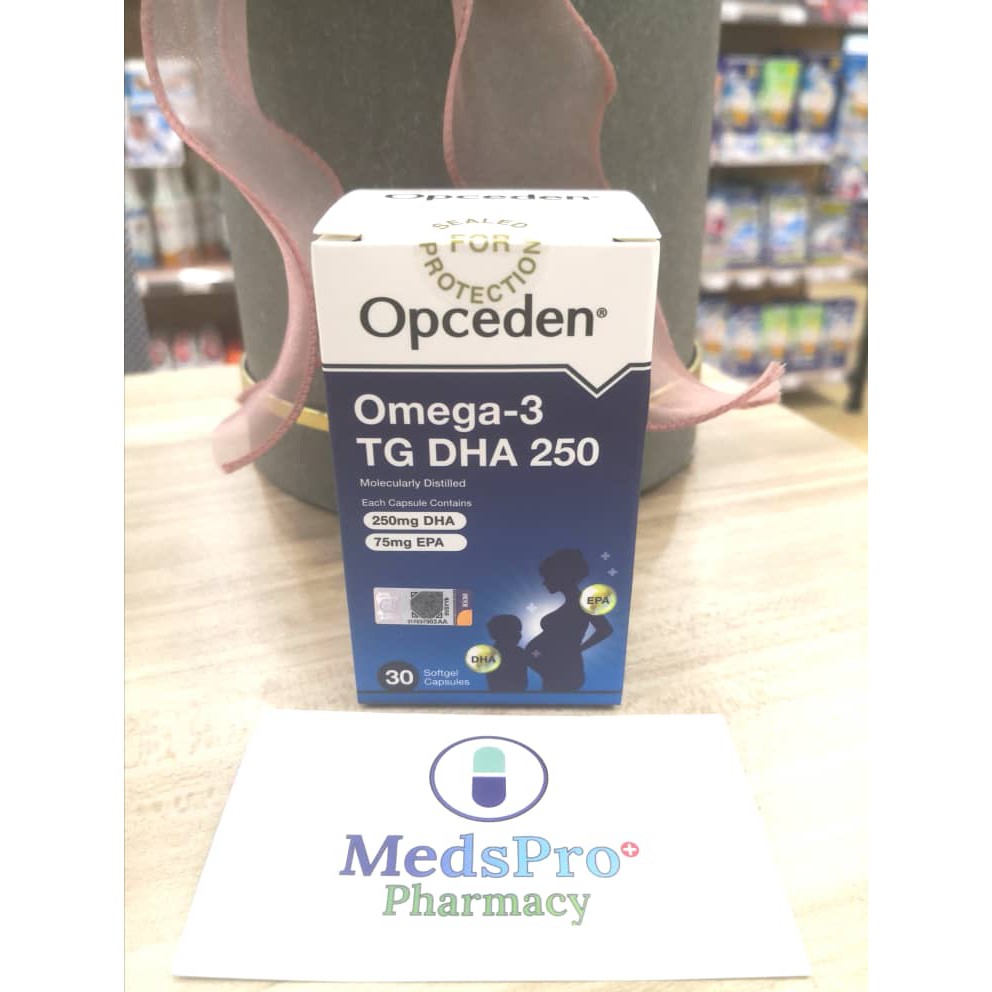 Opceden
SEALED
FOR
PROTECTION
Opceden®
Omega-3
TG DHA 250
Molecularly Distilled
Each Capsule Contains
250mg DHA
75mg EPA
EPA
DHA
30 Softgel
Capsules
MedsPro
Pharmacy